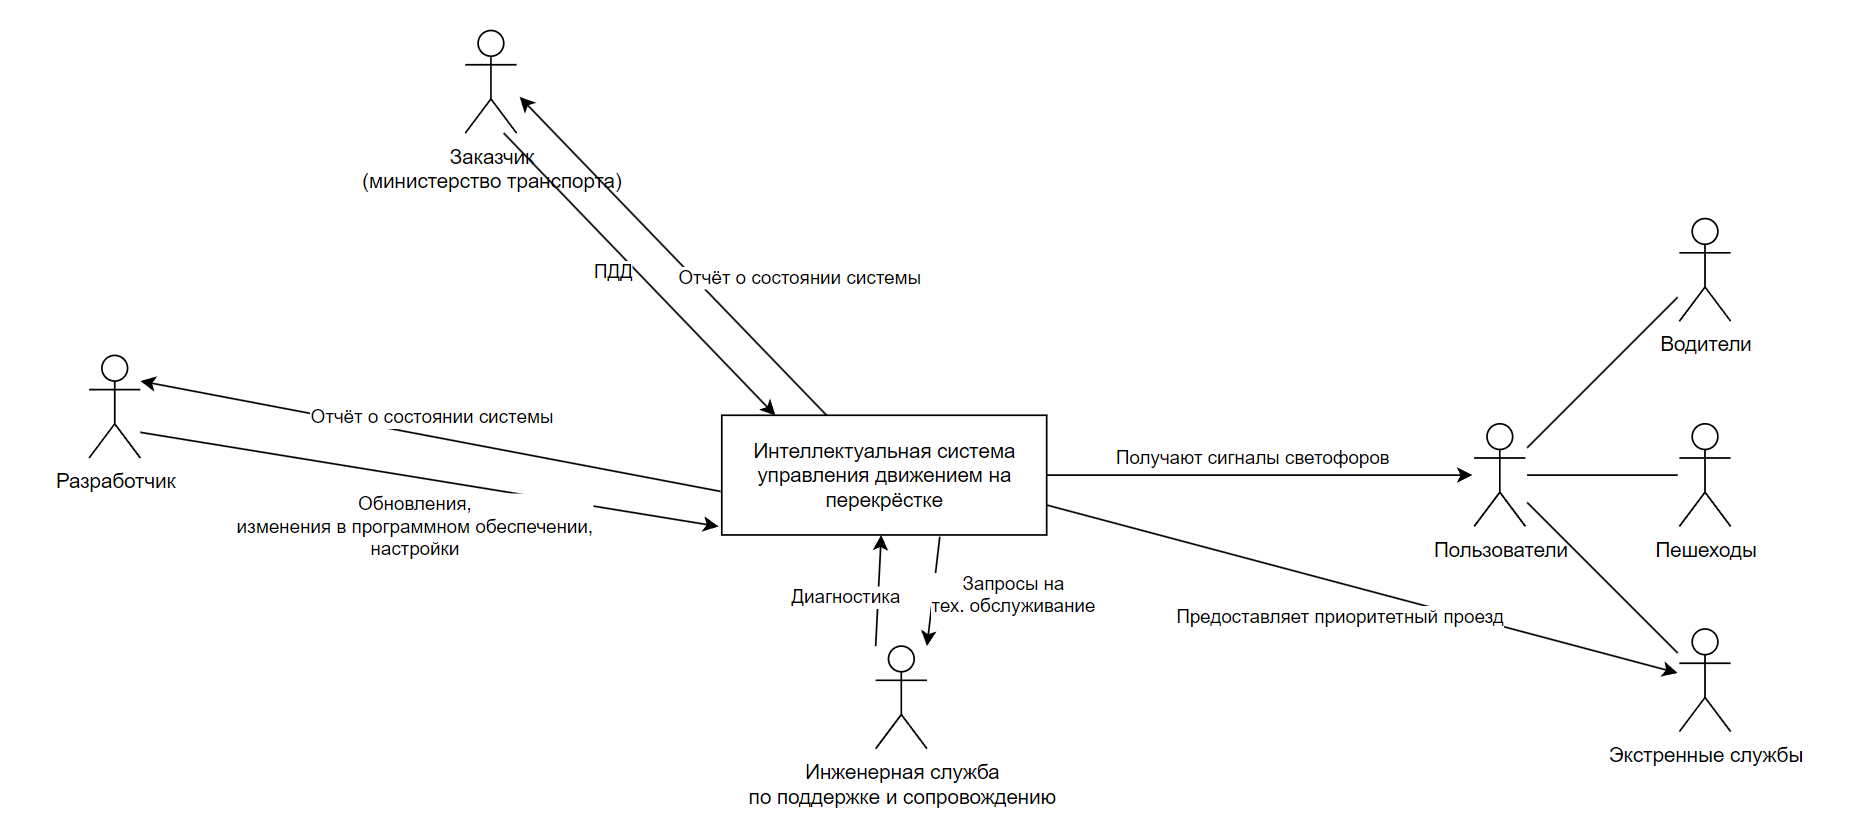 Заказчик
(министерство транспорта)
ПДД
Отчёт о состоянии системы
Водители
Разработчик
Отчёт о состоянии системы
Обновления,
изменения в программном обеспечении,
настройки
Интеллектуальная система
управления движением на
перекрёстке
Получают сигналы светофоров
Пользователи
Пешеходы
Диагностика
Запросы на
тех. обслуживание
Предоставляет приоритетный проезд
Экстренные службы
Инженерная служба
по поддержке и сопровождению